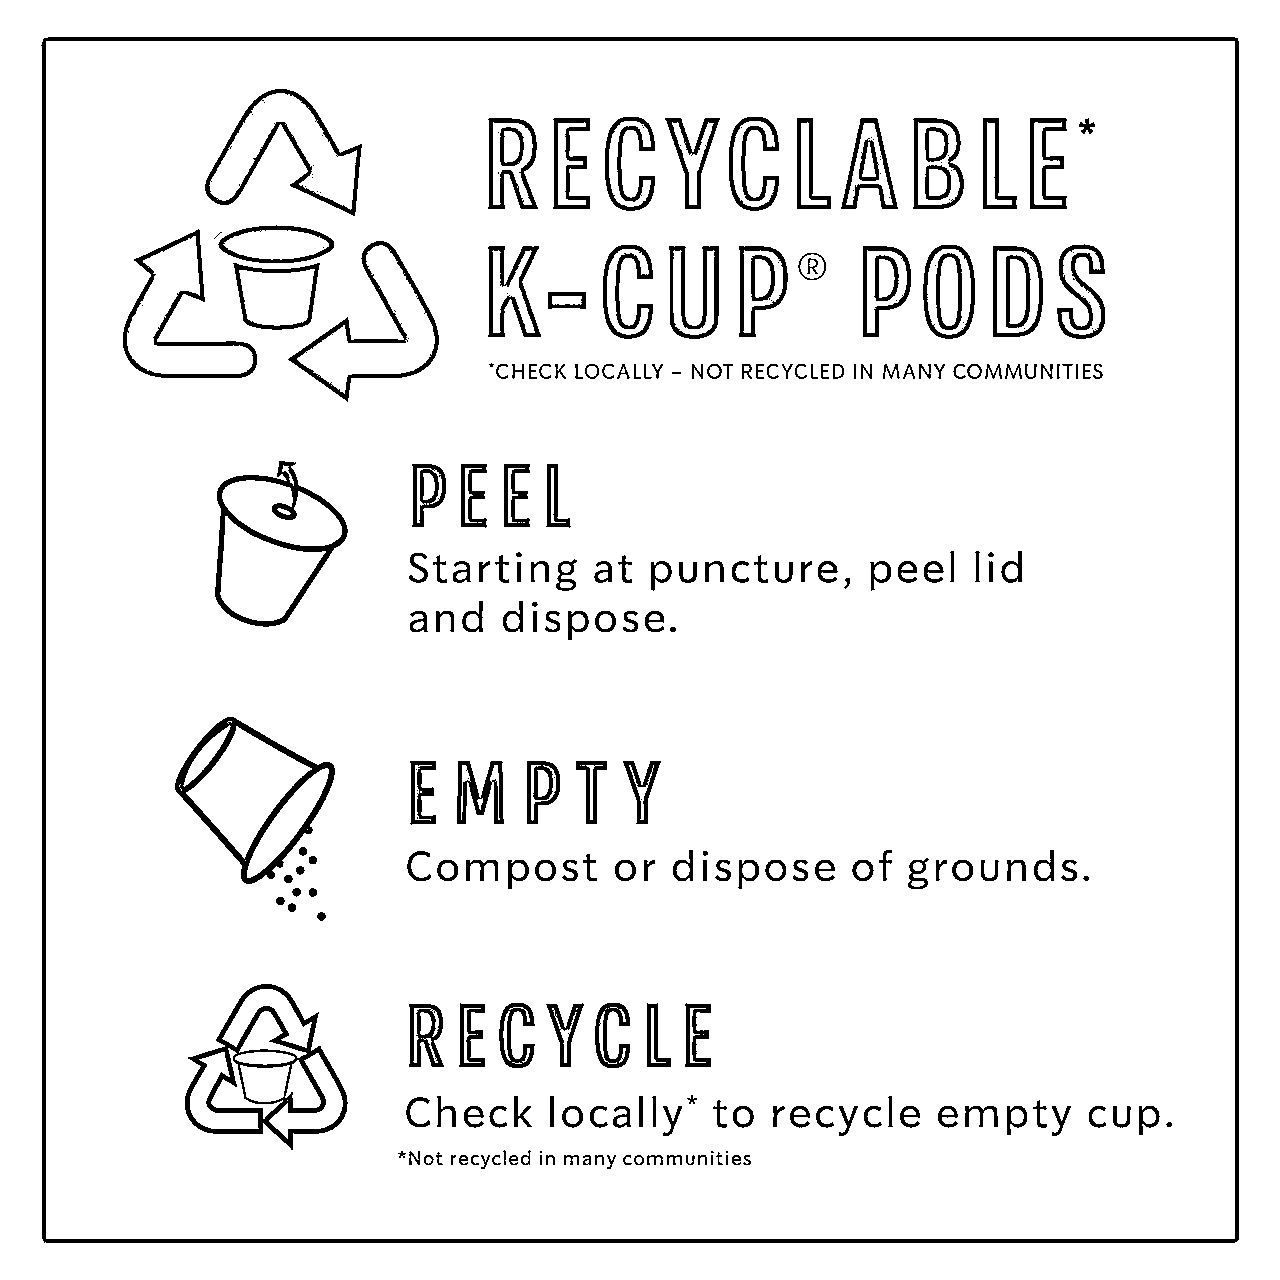 RECYCLABLE*
K-CUP® PODS
*CHECK LOCALLY – NOT RECYCLED IN MANY COMMUNITIES
PEEL
Starting at puncture, peel lid
and dispose.
EMPTY
Compost or dispose of grounds.
RECYCLE
Check locally* to recycle empty cup.
*Not recycled in many communities